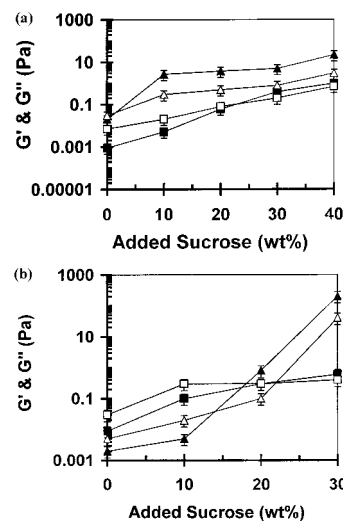 (a)
1000
10
0.1
0.001
0.00001
G' & G" (Pa)
0 10 20 30 40
Added Sucrose (wt%)
(b)
1000
10
0.1
0.001
G' & G" (Pa)
0 10 20 30
Added Sucrose (wt%)